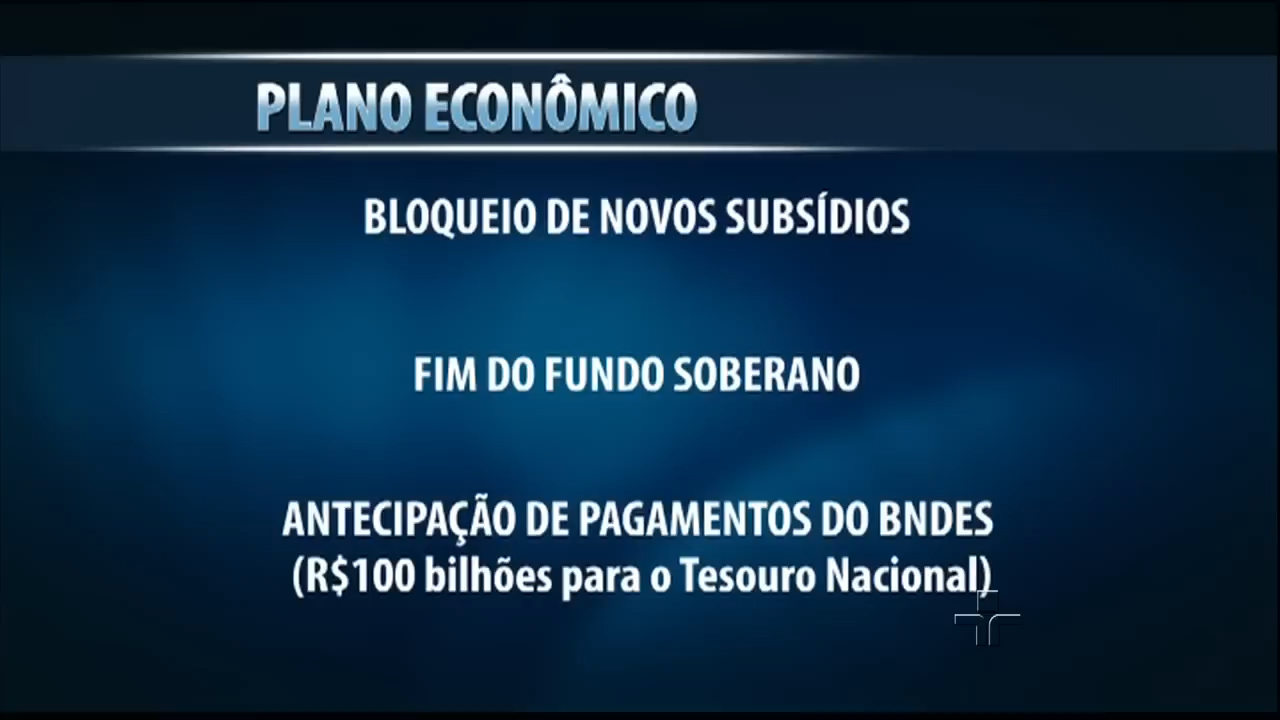 PLANO ECONÔMICO
BLOQUEIO DE NOVOS SUBSÍDIOS
FIM DO FUNDO SOBERANO
ANTECIPAÇÃO DE PAGAMENTOS DO BNDES
(R$100 bilhões para o Tesouro Nacional)